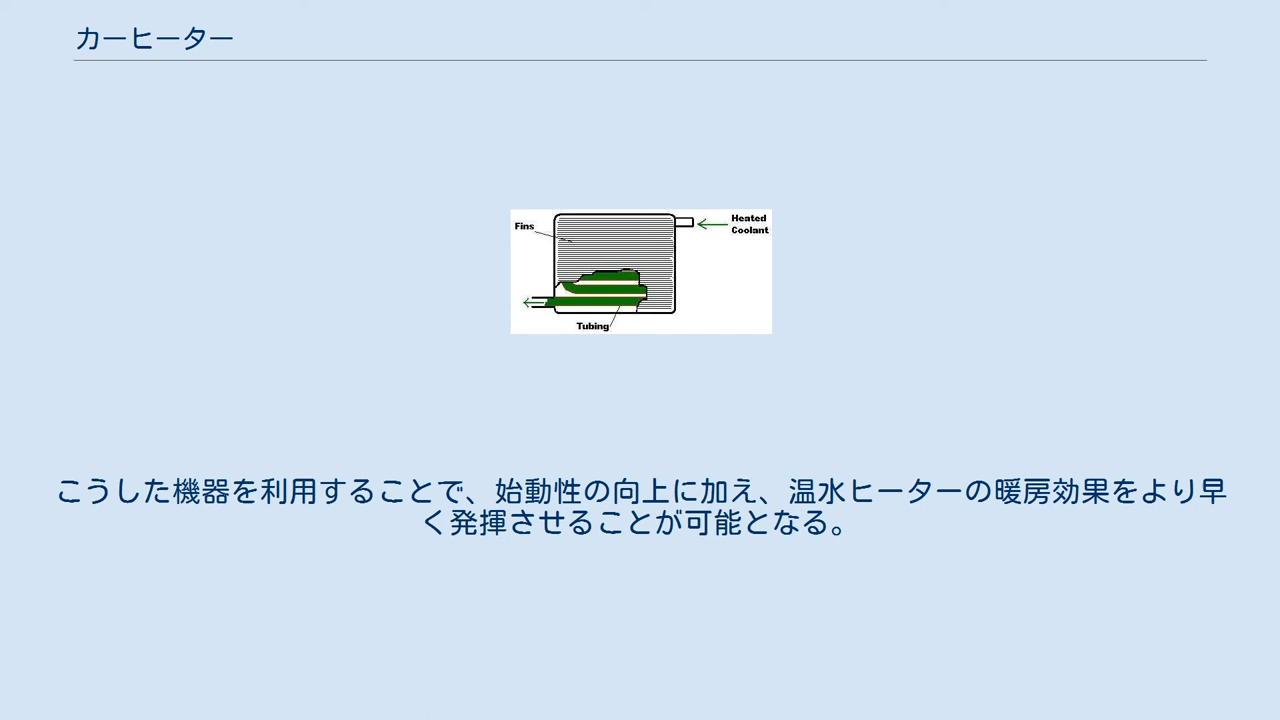 カーヒーター
Fins
Heated
Coolant
Tubing
こうした機器を利用することで、始動性の向上に加え、温水ヒーターの暖房効果をより早
く発揮させることが可能となる。